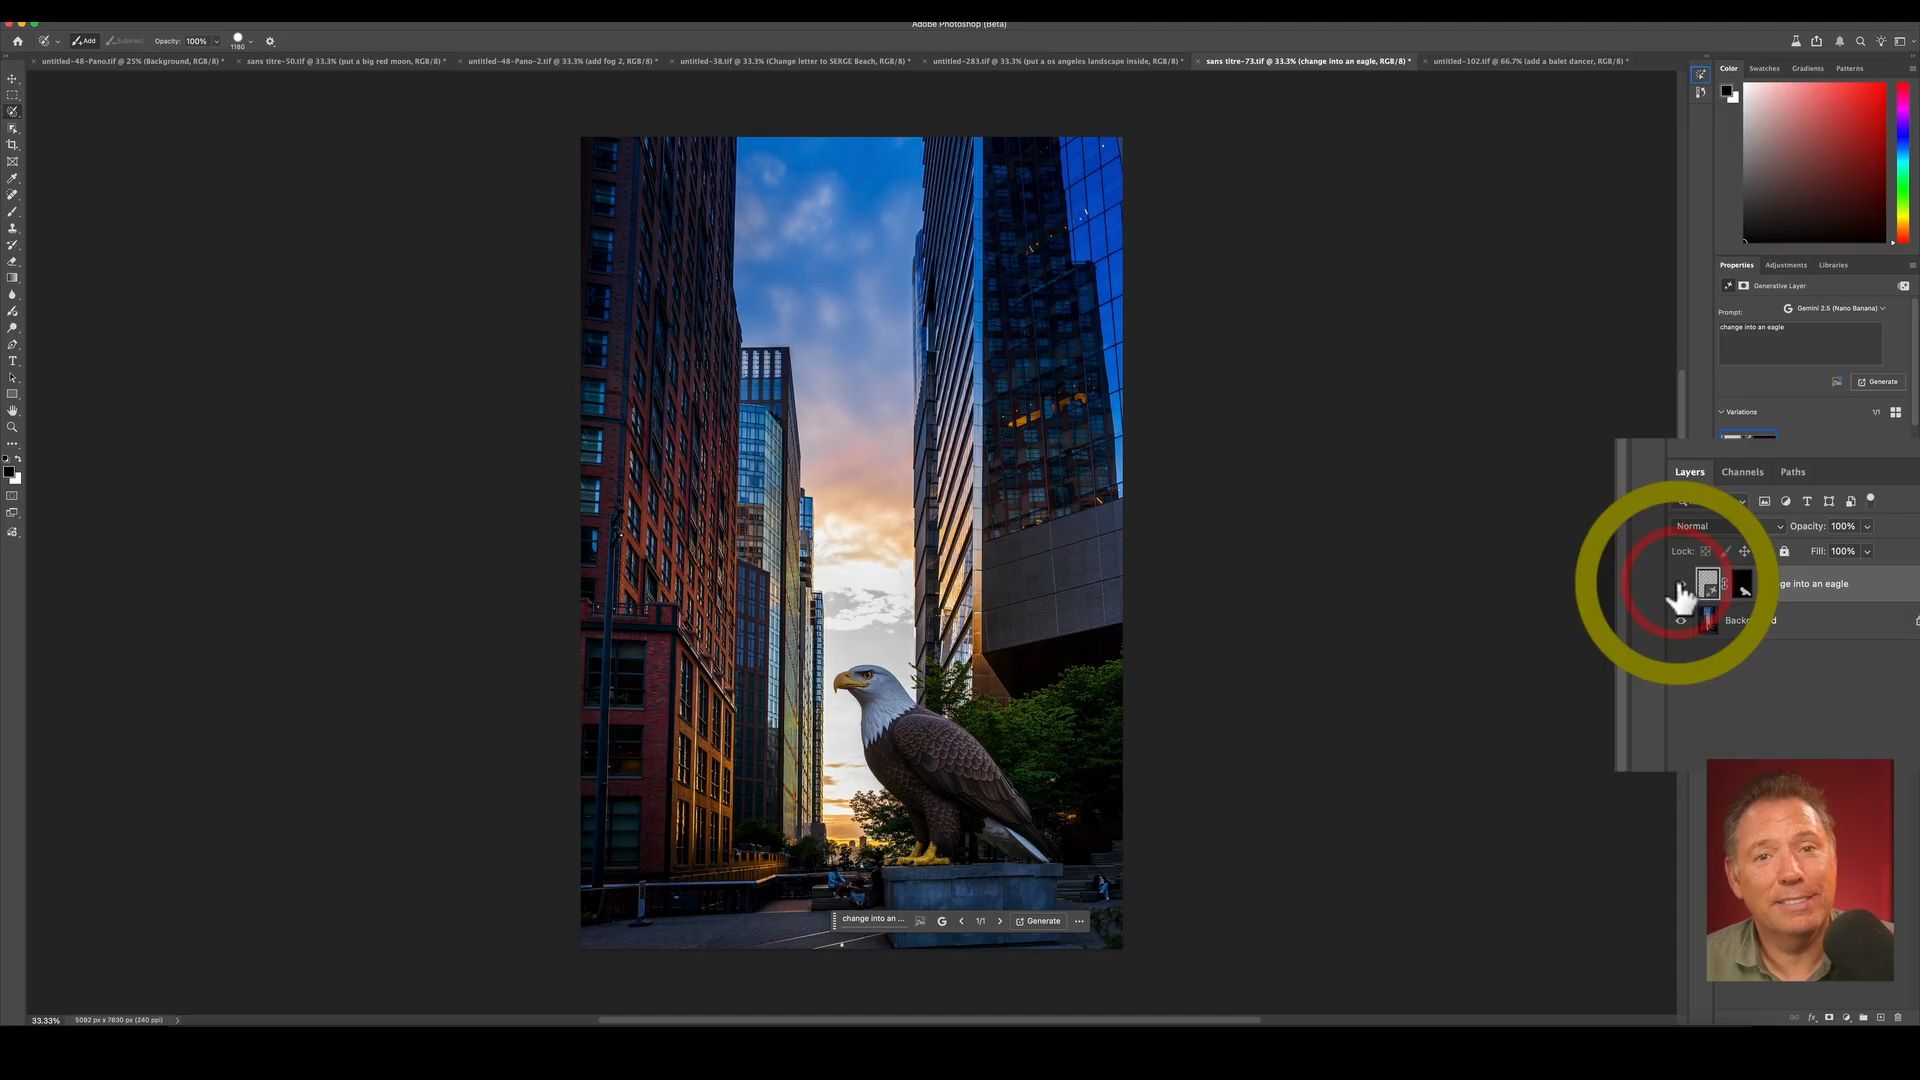 Adobe Photoshop (Beta)
Add
Subtract
Opacity: 100%
1180
untitled-48-Pano.tif @ 25% (Background, RGB/8) *
sans titre-50.tif @ 33.3% (put a big red moon, RGB/8) *
untitled-48-Pano-2.tif @ 33.3% (add fog 2, RGB/8) *
untitled-38.tif @ 33.3% (Change letter to SERGE Beach, RGB/8) *
untitled-283.tif @ 33.3% (put a os angeles landscape inside, RGB/8) *
sans titre-73.tif @ 33.3% (change into an eagle, RGB/8) *
untitled-102.tif @ 66.7% (add a balet dancer, RGB/8) *
Color
Swatches
Gradients
Patterns
Properties
Adjustments
Libraries
Generative Layer
Prompt:
Gemini 2.5 (Nano Banana)
change into an eagle
Generate
Variations
1/1
Layers
Channels
Paths
Normal
Opacity: 100%
Lock:
Fill: 100%
ge into an eagle
change into an ...
1/1
Generate
33.33%
5092 px x 7630 px (240 ppi)